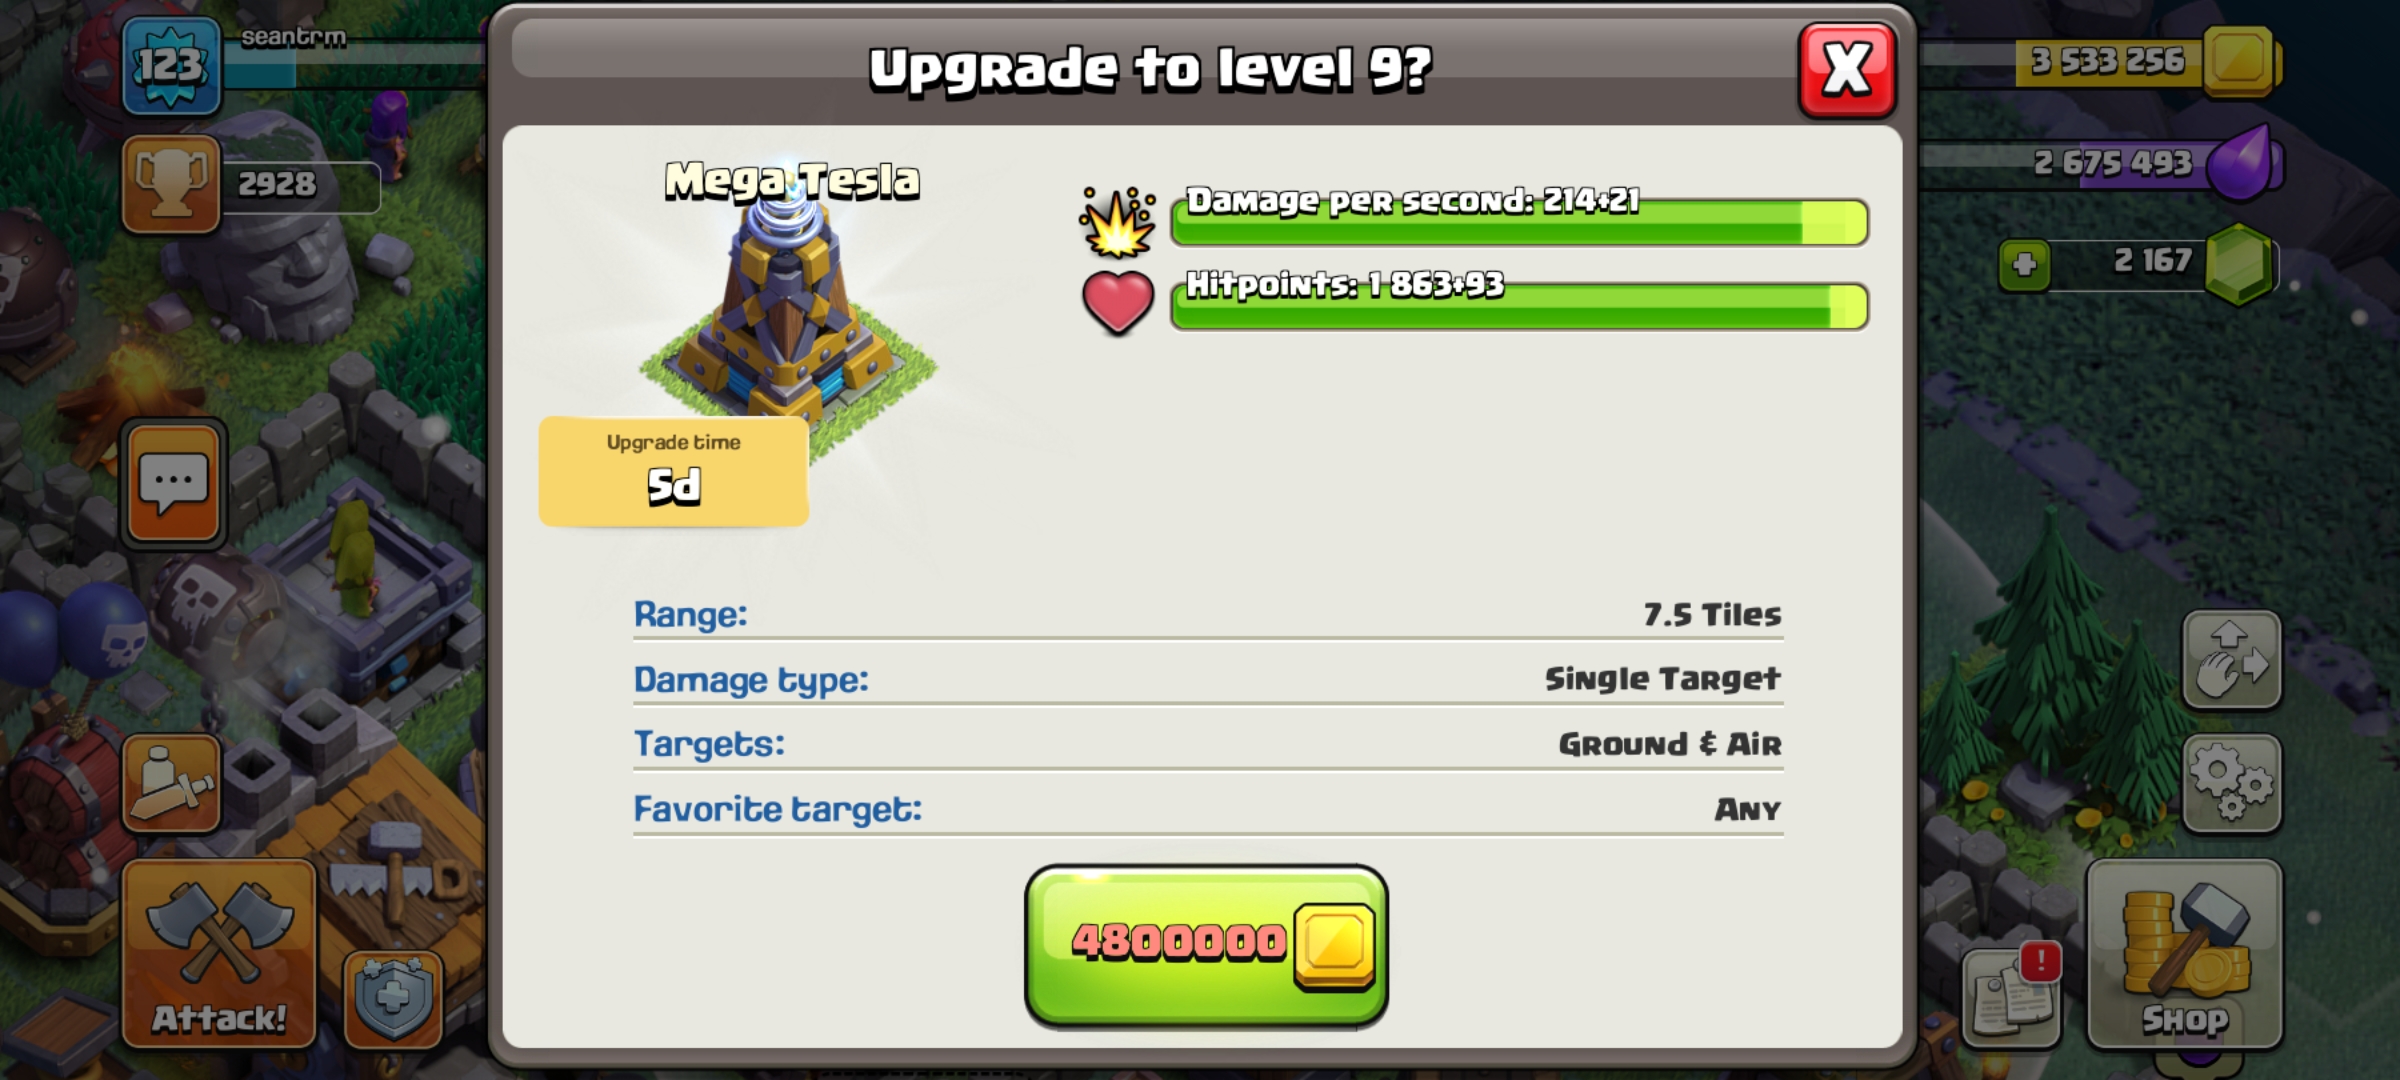 123
seantrm
Upgrade to level 9?
X
3 533 256
2928
Mega Tesla
Damage per second: 214+21
2 675 493
Hitpoints: 1 863+93
2 167
Upgrade time
5d
Range: 7.5 Tiles
Damage type: Single Target
Targets: Ground & Air
Favorite target: Any
4800000
!
Attack!
Shop